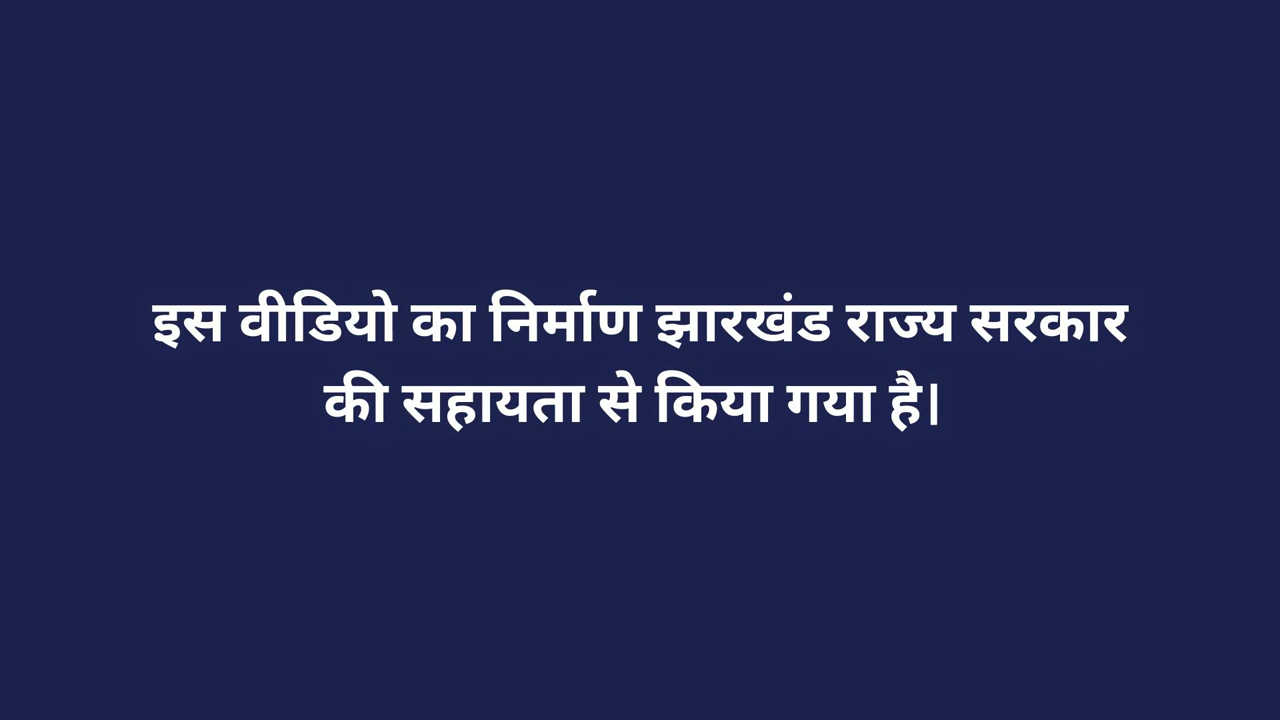 इस वीडियो का निर्माण झारखंड राज्य सरकार
की सहायता से किया गया है।